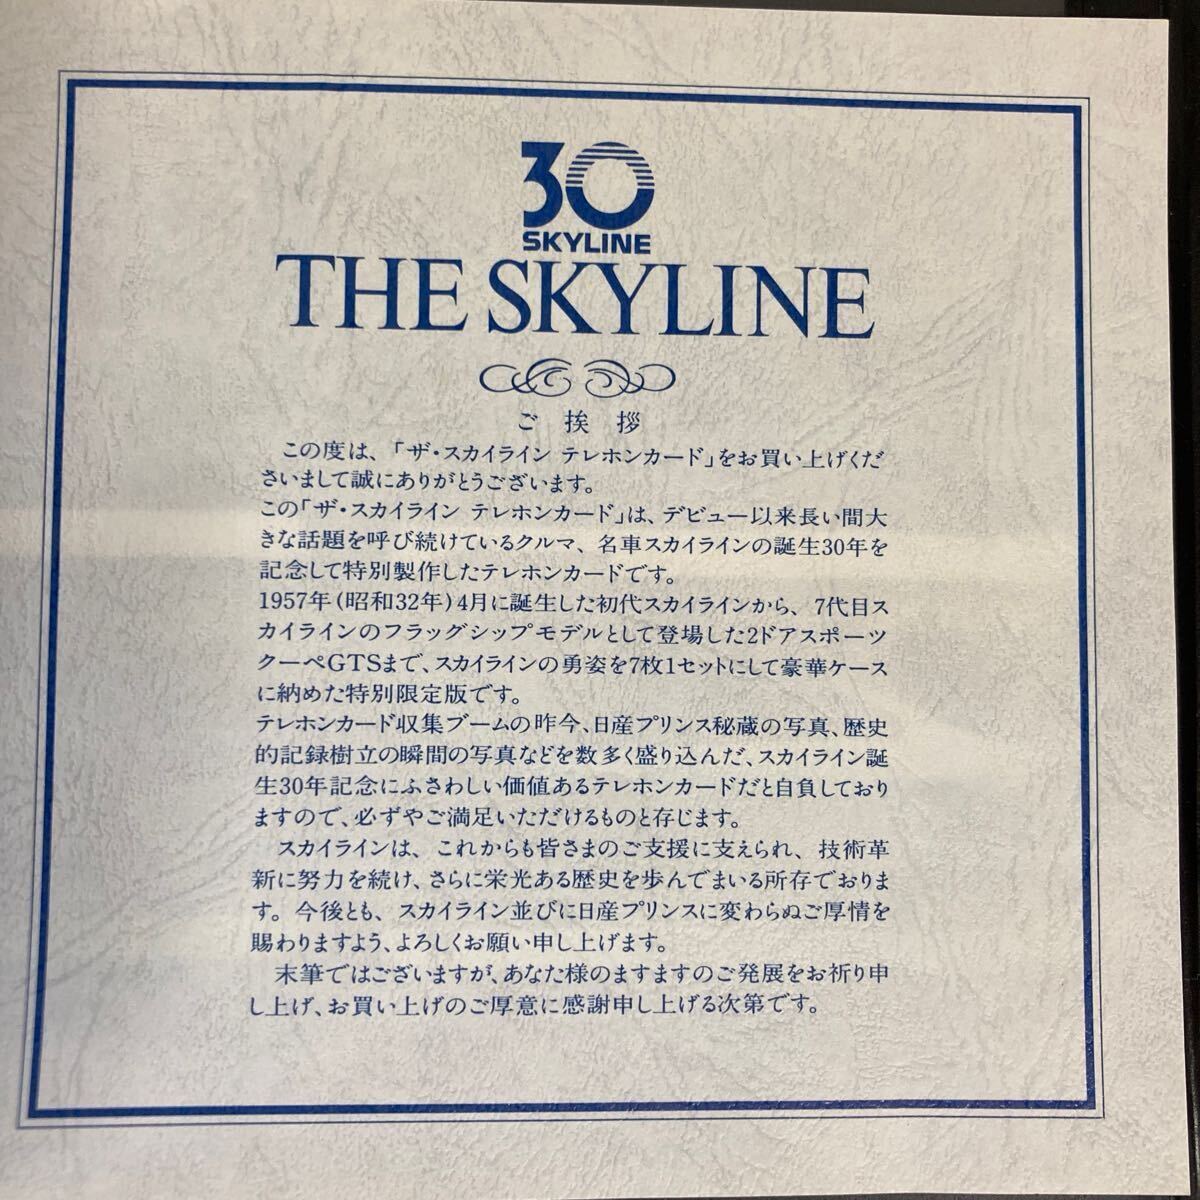 30
SKYLINE
THE SKYLINE
ご挨拶
この度は、「ザ・スカイライン テレホンカード」をお買い上げくだ
さいまして誠にありがとうございます。
この「ザ・スカイライン テレホンカード」は、デビュー以来長い間大
きな話題を呼び続けているクルマ、名車スカイラインの誕生30年を
記念して特別製作したテレホンカードです。
1957年(昭和32年)4月に誕生した初代スカイラインから、7代目ス
カイラインのフラッグシップモデルとして登場した2ドアスポーツ
クーペGTSまで、スカイラインの勇姿を7枚1セットにして豪華ケース
に納めた特別限定版です。
テレホンカード収集ブームの昨今、日産プリンス秘蔵の写真、歴史
的記録樹立の瞬間の写真などを数多く盛り込んだ、スカイライン誕
生30年記念にふさわしい価値あるテレホンカードだと自負しており
ますので、必ずやご満足いただけるものと存じます。
スカイラインは、これからも皆さまのご支援に支えられ、技術革
新に努力を続け、さらに栄光ある歴史を歩んでまいる所存でおりま
す。今後とも、スカイライン並びに日産プリンスに変わらぬご厚情を
賜わりますよう、よろしくお願い申し上げます。
末筆ではございますが、あなた様のますますのご発展をお祈り申
し上げ、お買い上げのご厚意に感謝申し上げる次第です。